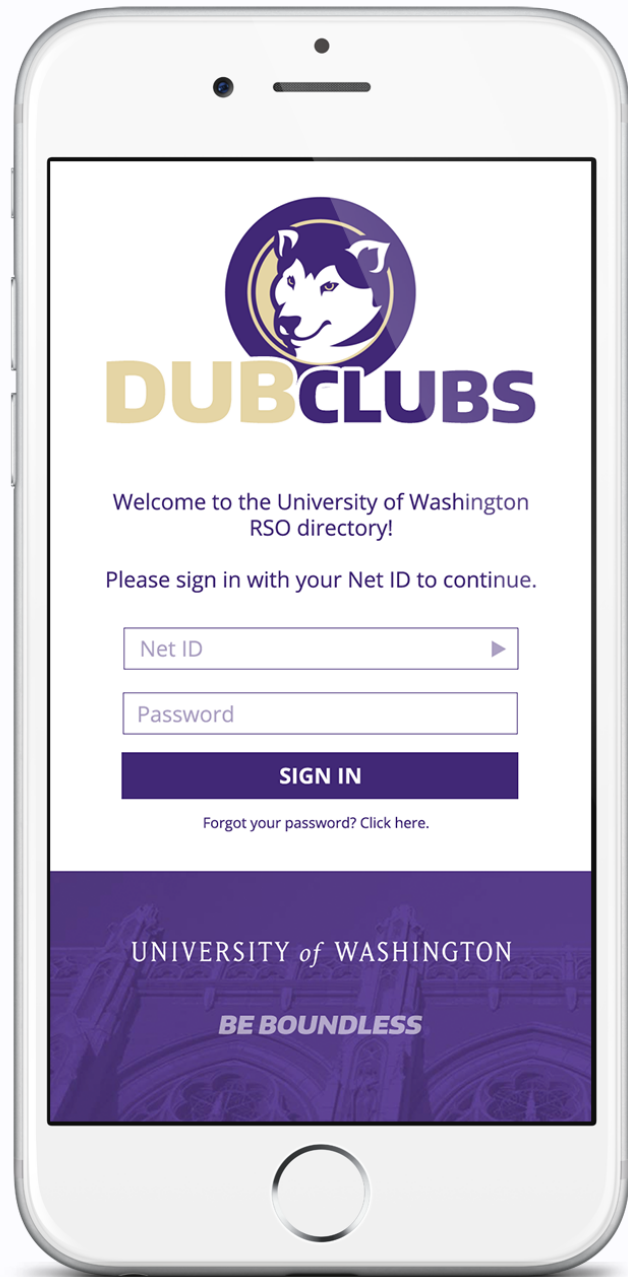 DUBCLUBS
Welcome to the University of Washington
RSO directory!
Please sign in with your Net ID to continue.
Net ID
Password
SIGN IN
Forgot your password? Click here.
UNIVERSITY of WASHINGTON
BE BOUNDLESS